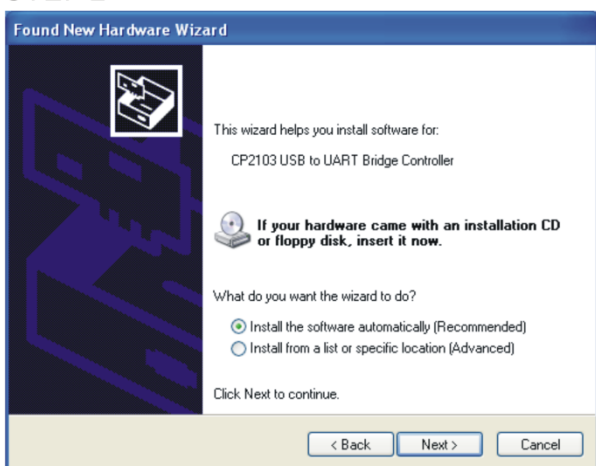 Found New Hardware Wizard
This wizard helps you install software for:
CP2103 USB to UART Bridge Controller
If your hardware came with an installation CD
or floppy disk, insert it now.
What do you want the wizard to do?
Install the software automatically (Recommended)
Install from a list or specific location (Advanced)
Click Next to continue.
< Back
Next >
Cancel